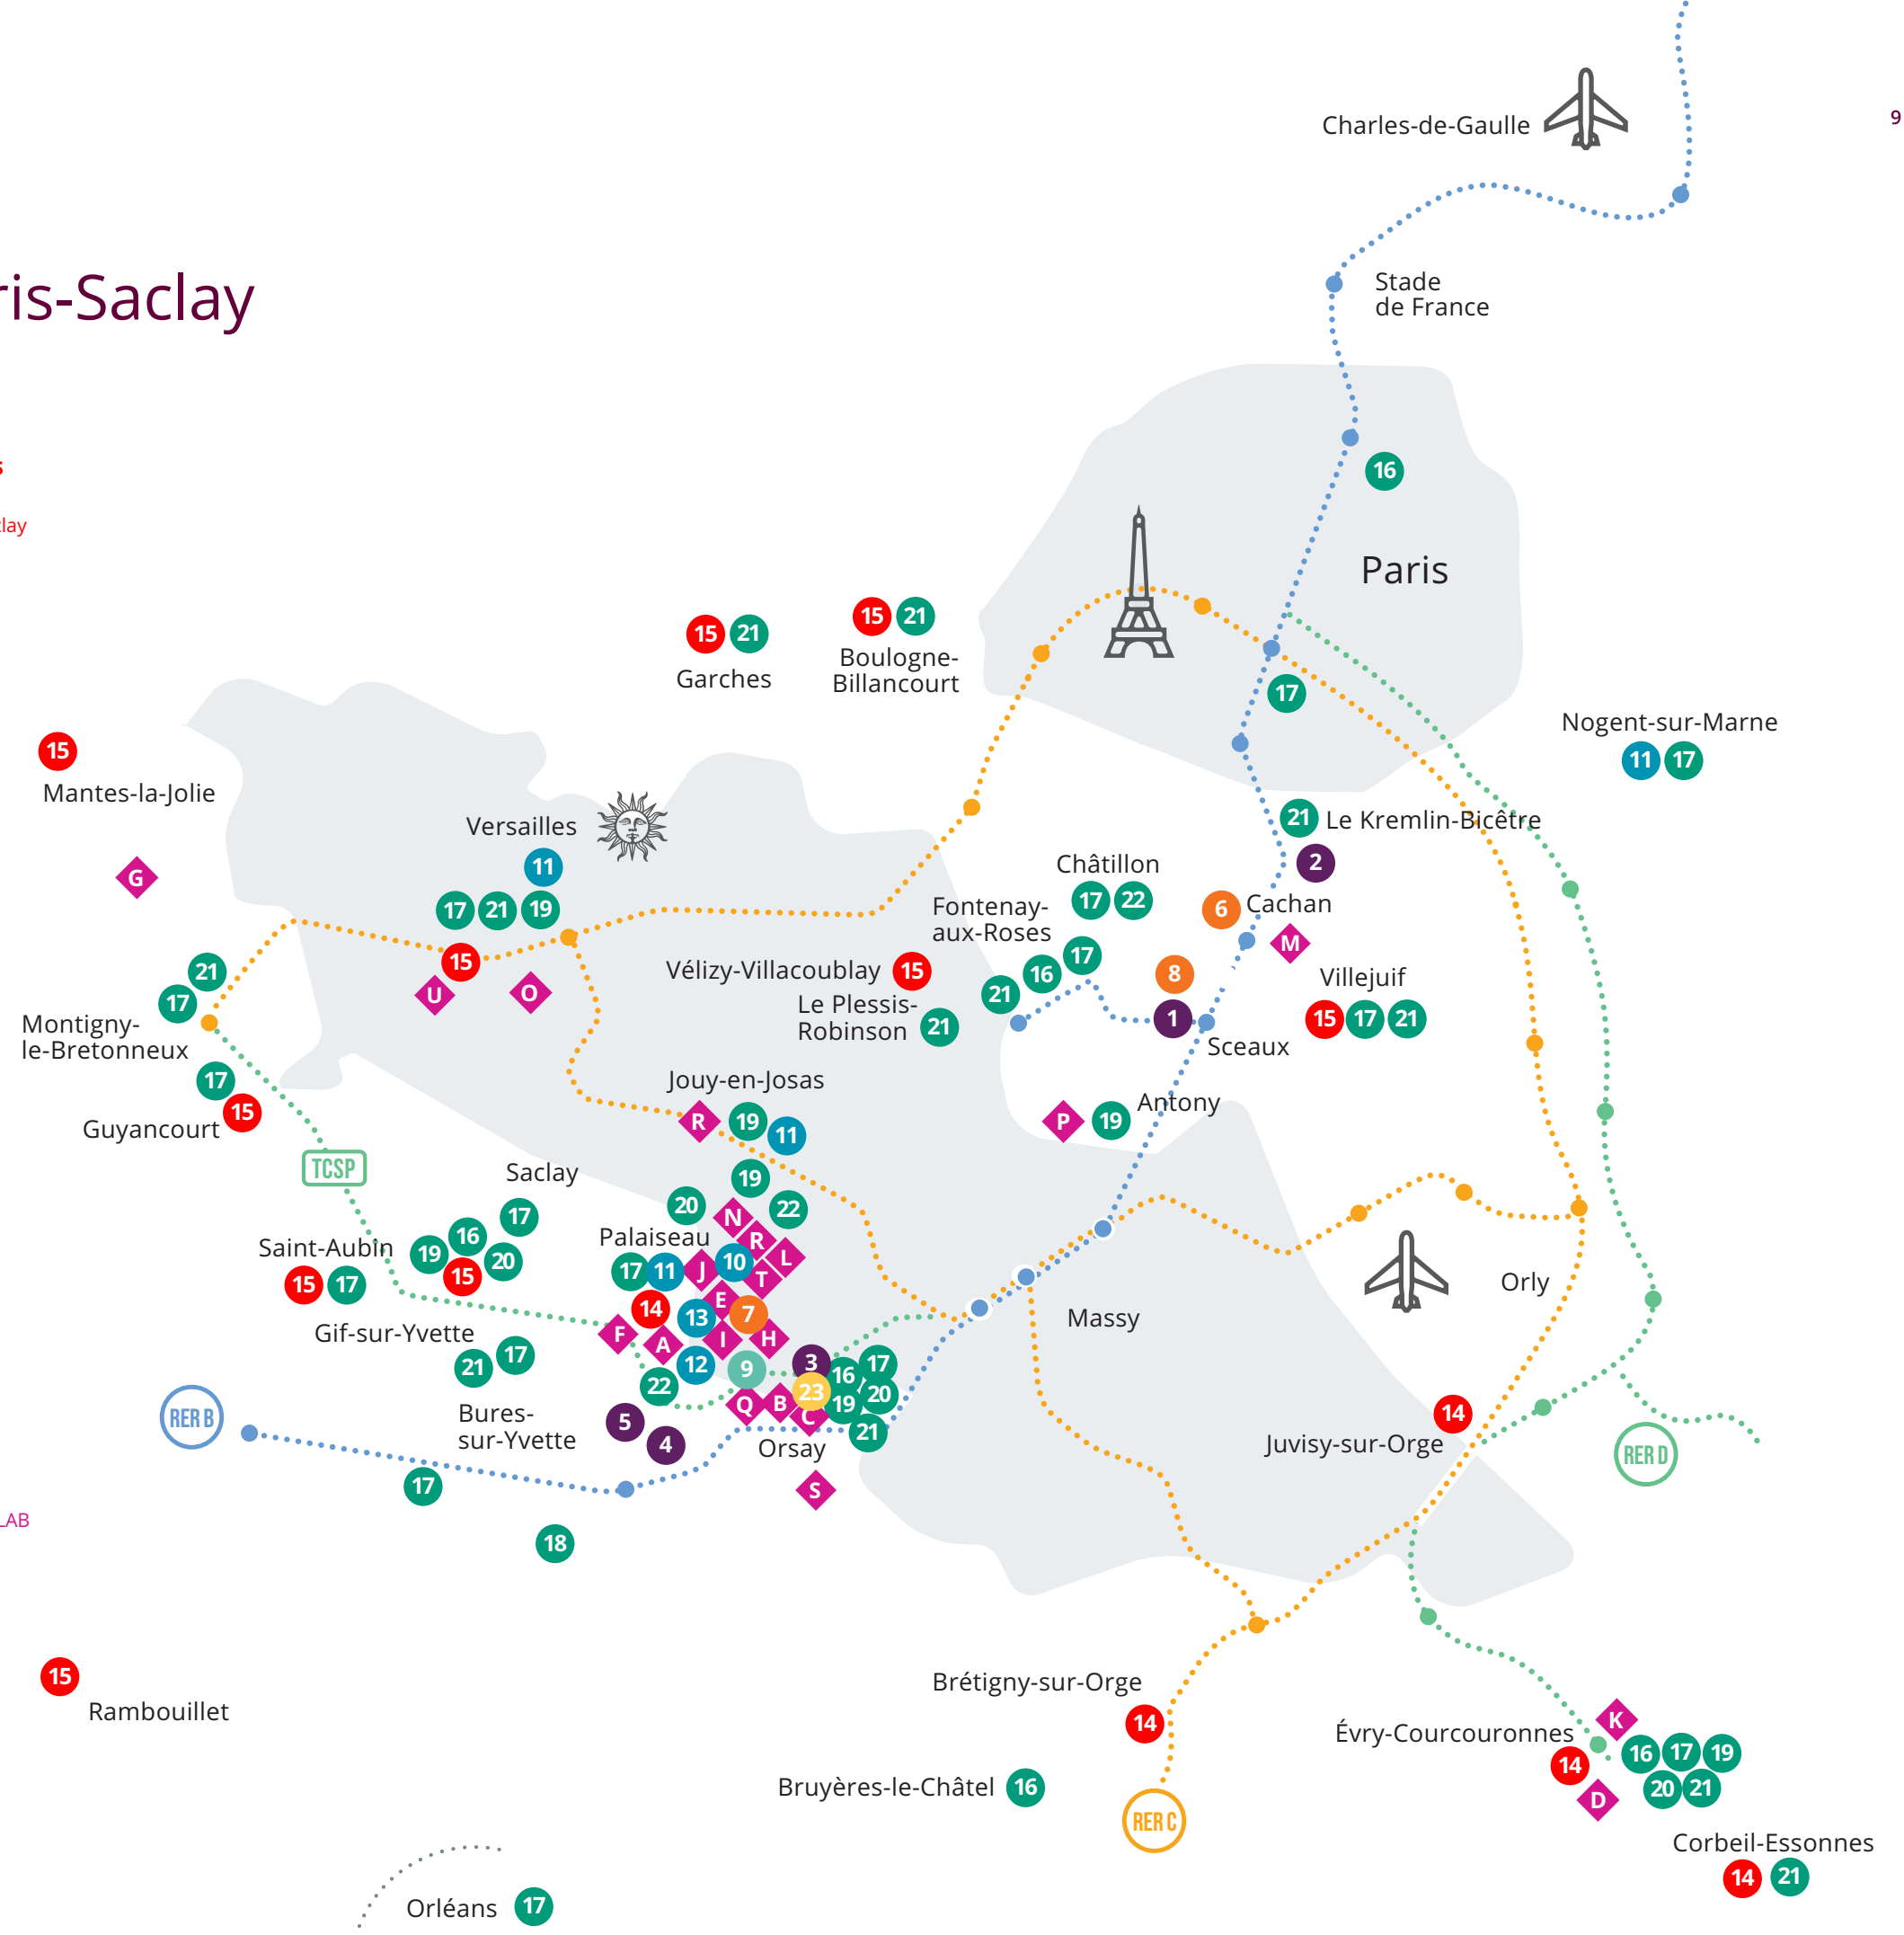 Charles-de-Gaulle
9
ris-Saclay
Stade
de France
s
16
clay
Paris
15 21
Garches
15 21
Boulogne-
Billancourt
17
Nogent-sur-Marne
11 17
15
Mantes-la-Jolie
Versailles
11
21 Le Kremlin-Bicêtre
2
G
17 21 19
Châtillon
17 22
6 Cachan
M
Fontenay-
aux-Roses
17
16
21
15
U
O
Vélizy-Villacoublay 15
8
1
Sceaux
Villejuif
15 17 21
21
17
Montigny-
le-Bretonneux
Le Plessis-
Robinson 21
17
15
Guyancourt
Jouy-en-Josas
R 19 11
P 19 Antony
TCSP
Saclay
17
16
19
20
15
19
20
22
N
R
L
Palaiseau
17 11 J 10 T
Saint-Aubin
15 17
E
14 13 7
F A I H
Massy
Orly
Gif-sur-Yvette
21 17
12 9 3
16 17
22
23
19 20
Q B C
21
RER B
Bures-
sur-Yvette
5
4
Orsay
S
14
Juvisy-sur-Orge
RER D
17
18
LAB
15
Rambouillet
Brétigny-sur-Orge
14
Évry-Courcouronnes
K
14
16 17 19
20 21
D
Bruyères-le-Châtel 16
RER C
Corbeil-Essonnes
14 21
Orléans 17